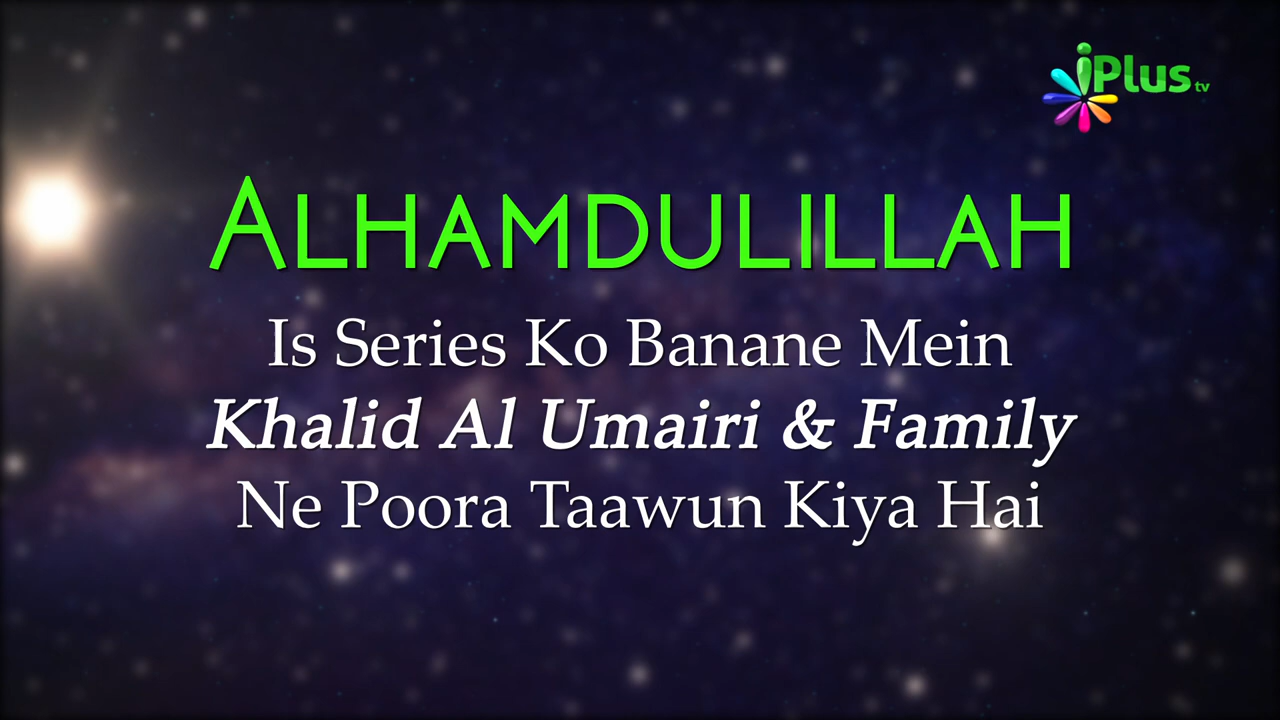 iPlus tv
ALHAMDULILLAH
Is Series Ko Banane Mein
Khalid Al Umairi & Family
Ne Poora Taawun Kiya Hai